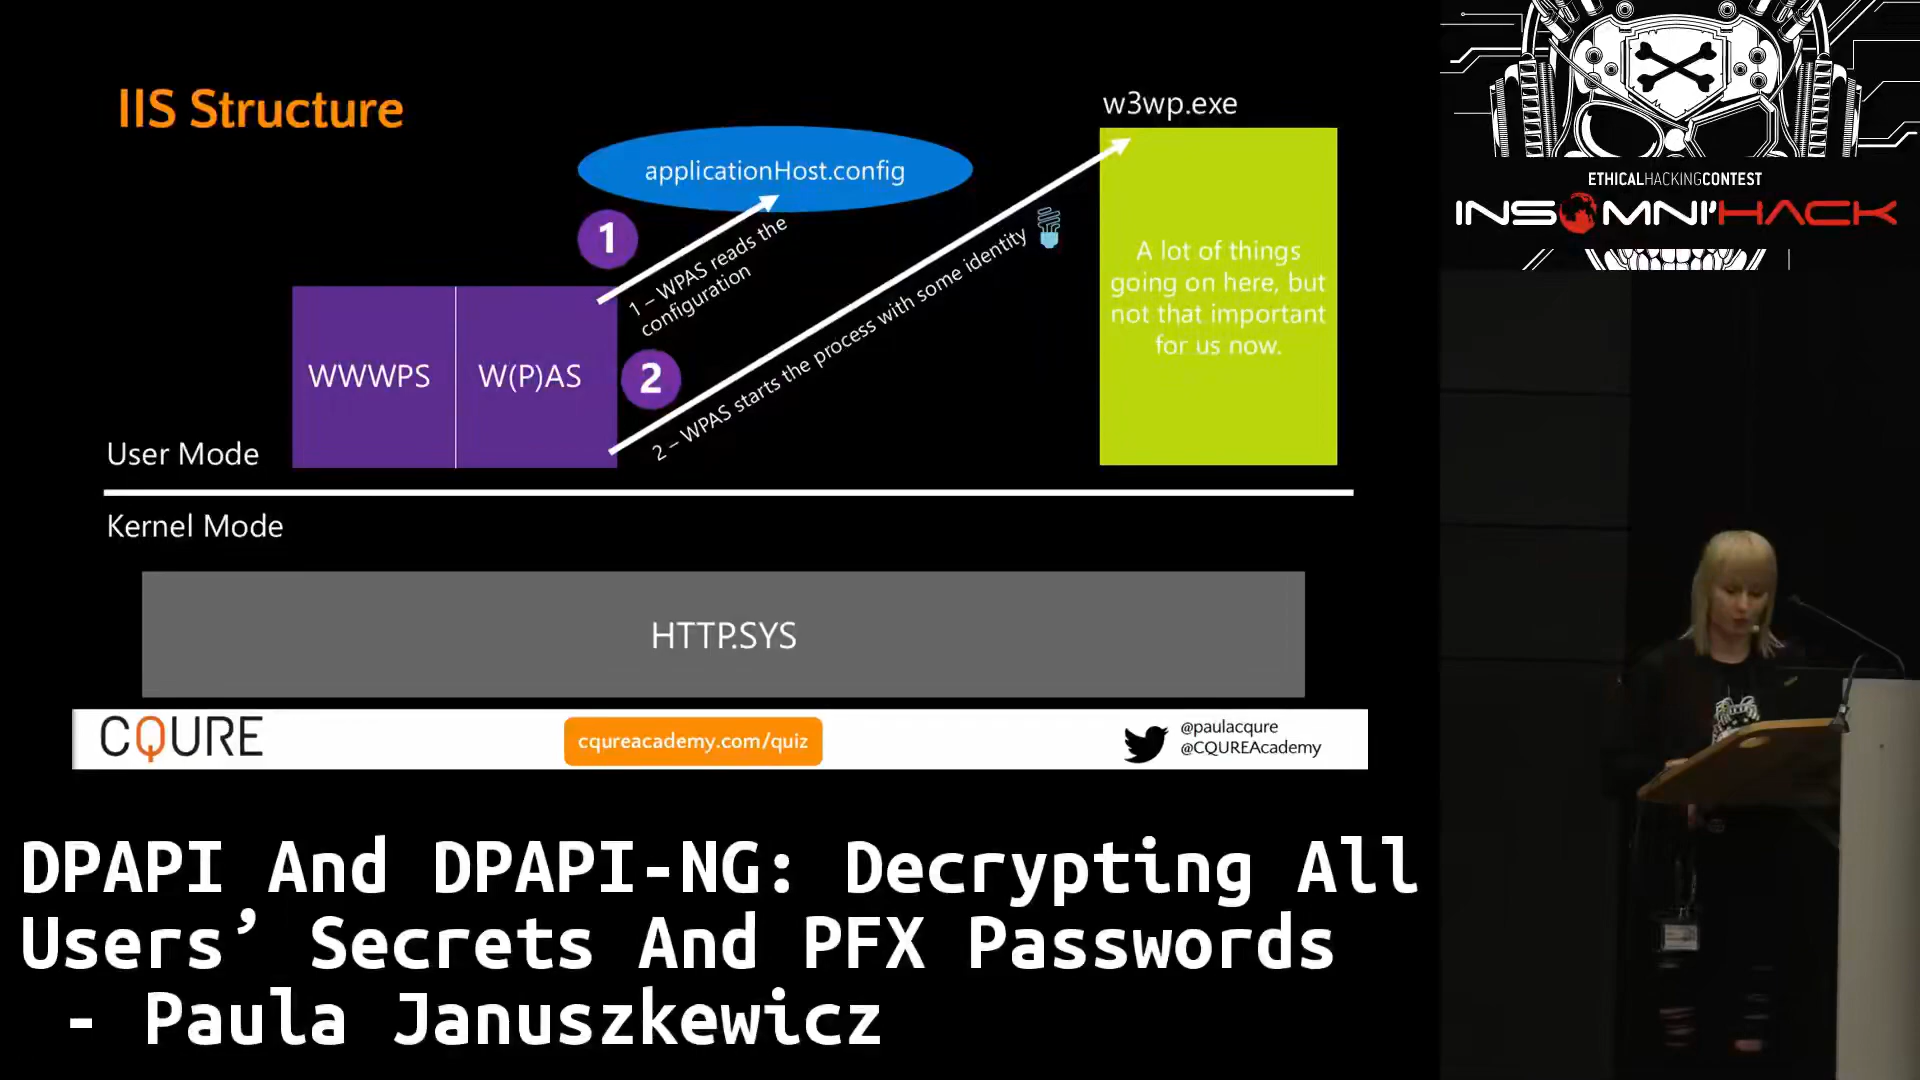 IIS Structure
w3wp.exe
applicationHost.config
1
1 – WPAS reads the
configuration
2 – WPAS starts the process with some identity
A lot of things
going on here, but
not that important
for us now.
WWWPS
W(P)AS
2
User Mode
Kernel Mode
HTTP.SYS
CQURE
cqureacademy.com/quiz
@paulacqure
@CQUREAcademy
ETHICALHACKINGCONTEST
INSOMNI'HACK
DPAPI And DPAPI-NG: Decrypting All
Users’ Secrets And PFX Passwords
- Paula Januszkewicz